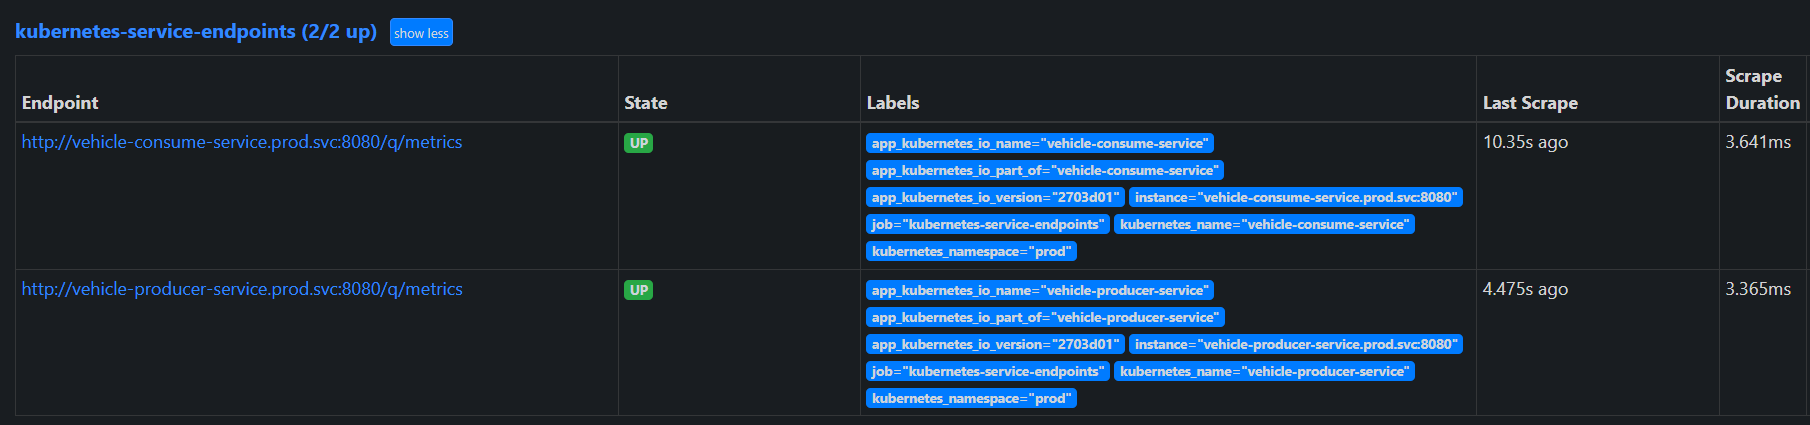 kubernetes-service-endpoints (2/2 up) show less
Endpoint State Labels Last Scrape Scrape Duration
http://vehicle-consume-service.prod.svc:8080/q/metrics UP app_kubernetes_io_name="vehicle-consume-service" 10.35s ago 3.641ms
app_kubernetes_io_part_of="vehicle-consume-service"
app_kubernetes_io_version="2703d01" instance="vehicle-consume-service.prod.svc:8080"
job="kubernetes-service-endpoints" kubernetes_name="vehicle-consume-service"
kubernetes_namespace="prod"
http://vehicle-producer-service.prod.svc:8080/q/metrics UP app_kubernetes_io_name="vehicle-producer-service" 4.475s ago 3.365ms
app_kubernetes_io_part_of="vehicle-producer-service"
app_kubernetes_io_version="2703d01" instance="vehicle-producer-service.prod.svc:8080"
job="kubernetes-service-endpoints" kubernetes_name="vehicle-producer-service"
kubernetes_namespace="prod"